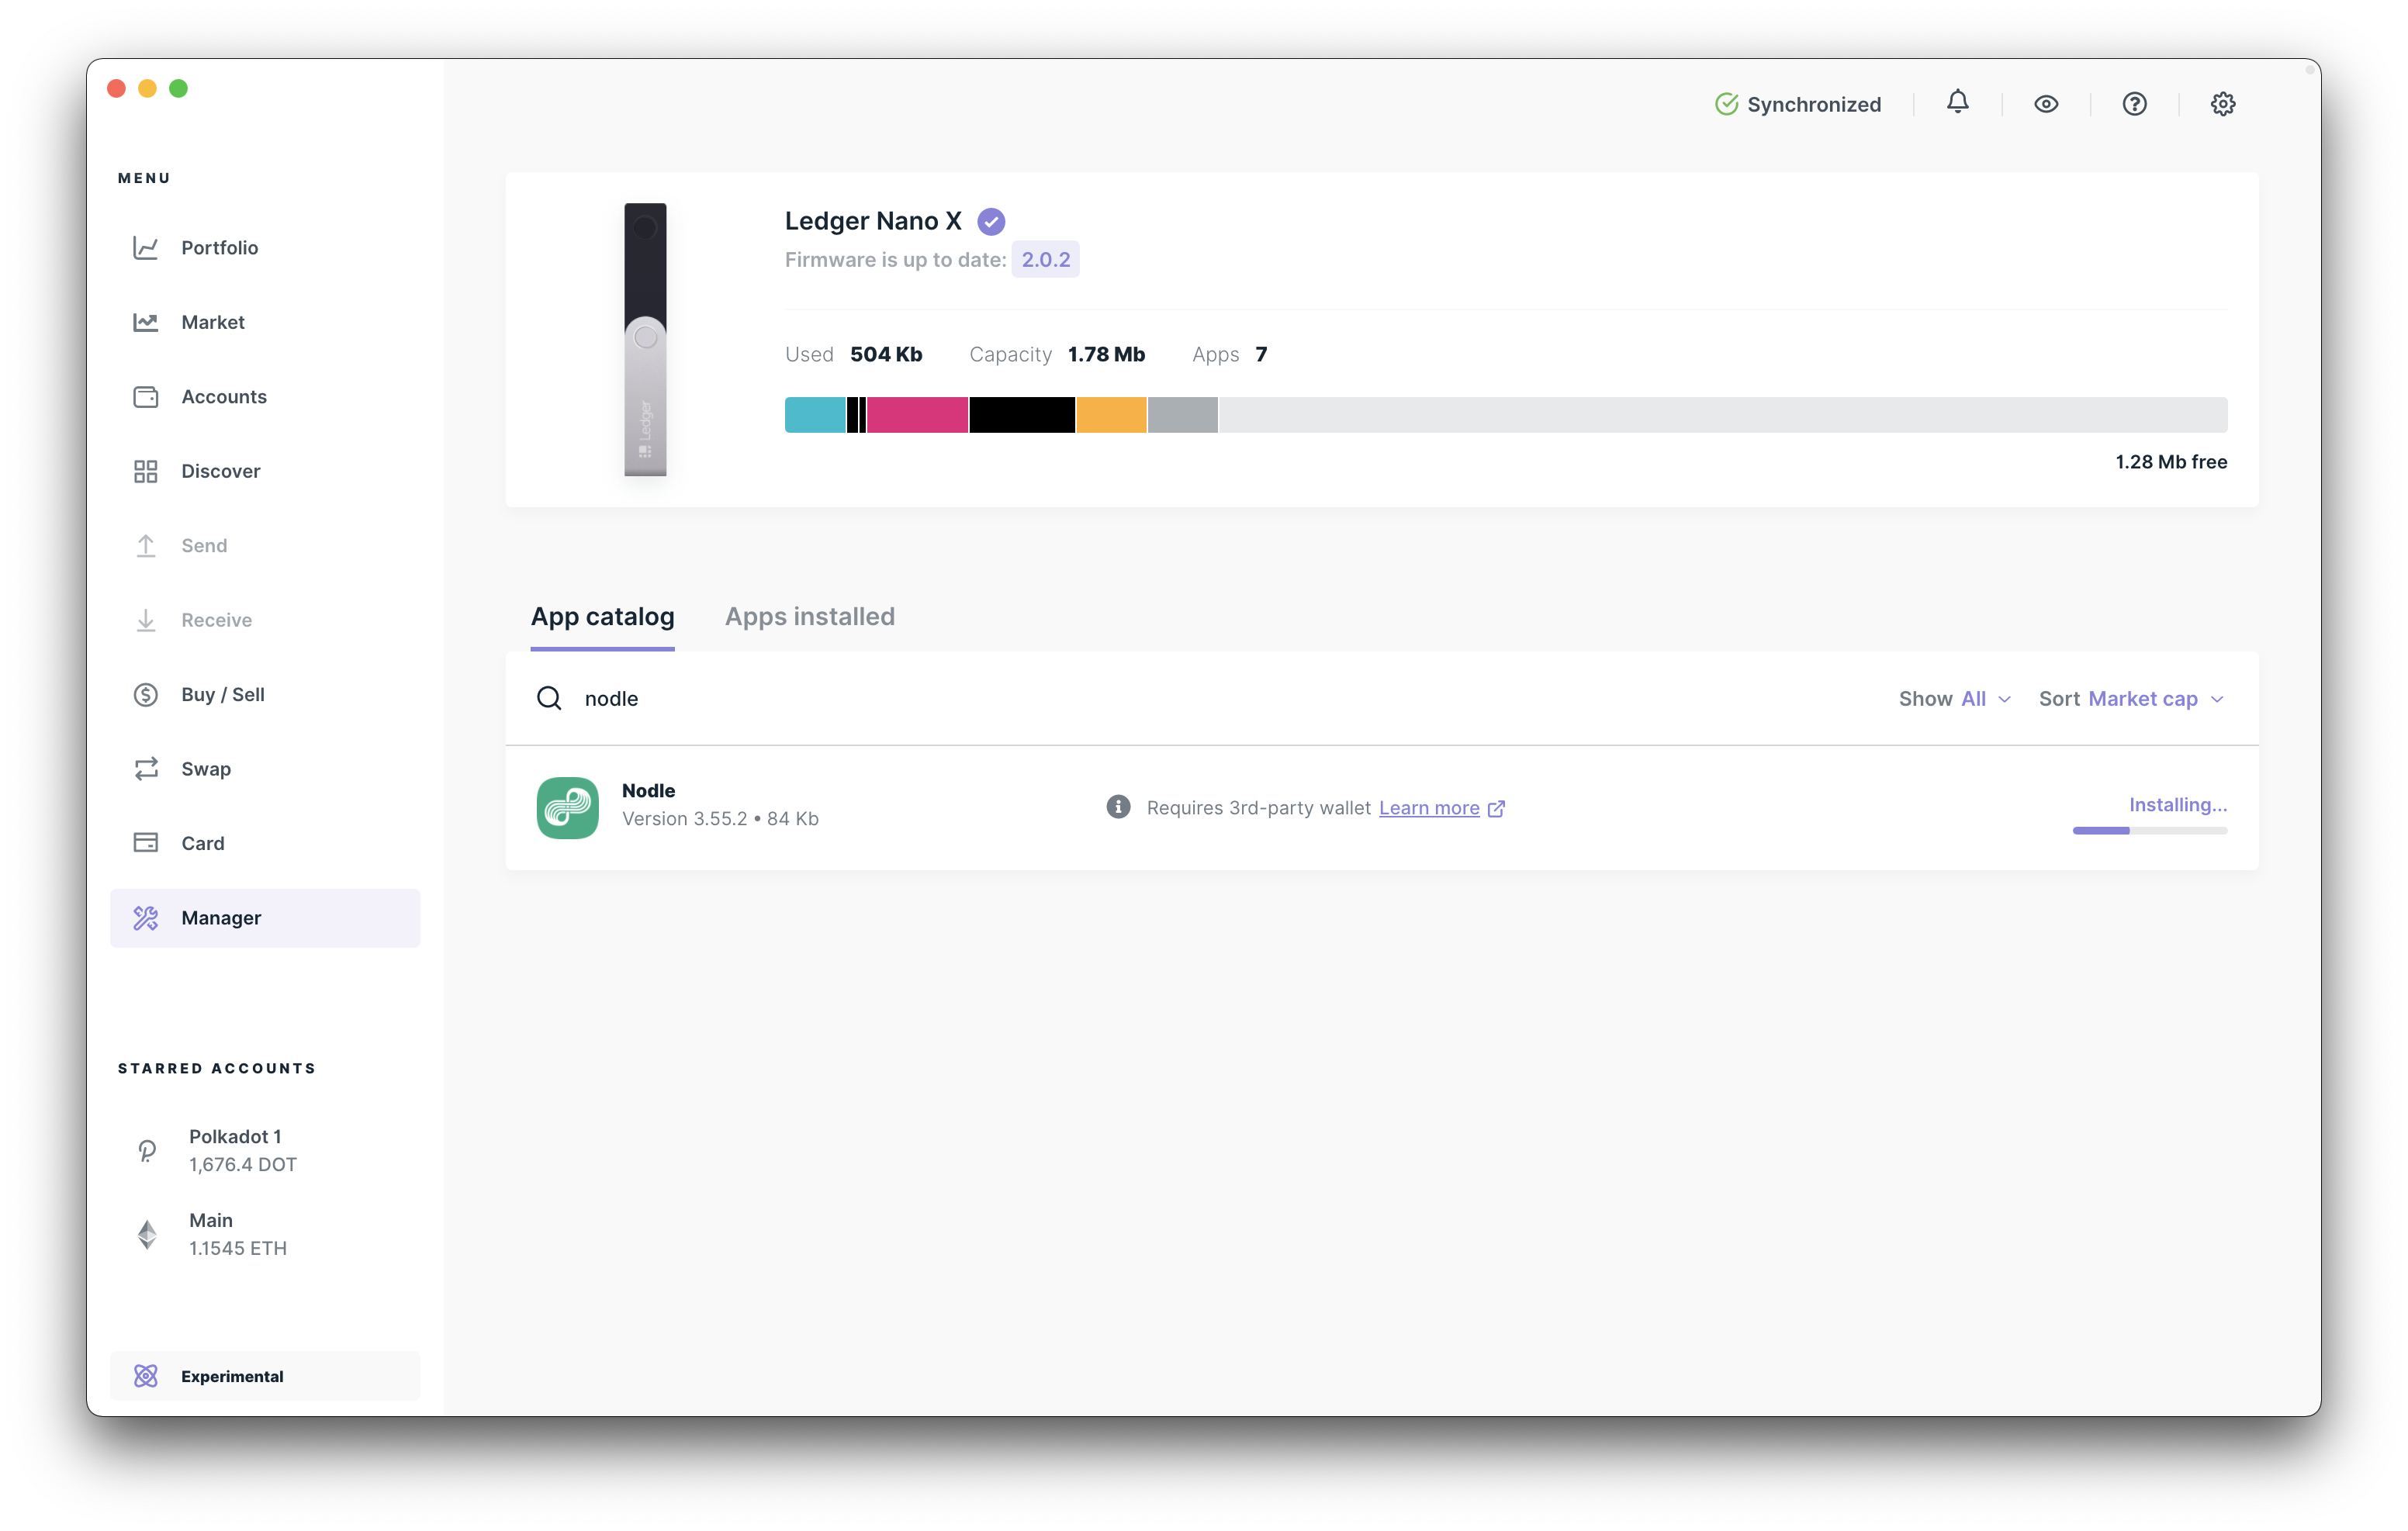 MENU
Portfolio
Market
Accounts
Discover
Send
Receive
Buy / Sell
Swap
Card
Manager
STARRED ACCOUNTS
Polkadot 1
1,676.4 DOT
Main
1.1545 ETH
Experimental
Synchronized
Ledger Nano X
Firmware is up to date: 2.0.2
Used 504 Kb Capacity 1.78 Mb Apps 7
1.28 Mb free
Ledger
App catalog Apps installed
nodle Show All Sort Market cap
Nodle
Version 3.55.2 • 84 Kb
Requires 3rd-party wallet Learn more
Installing...